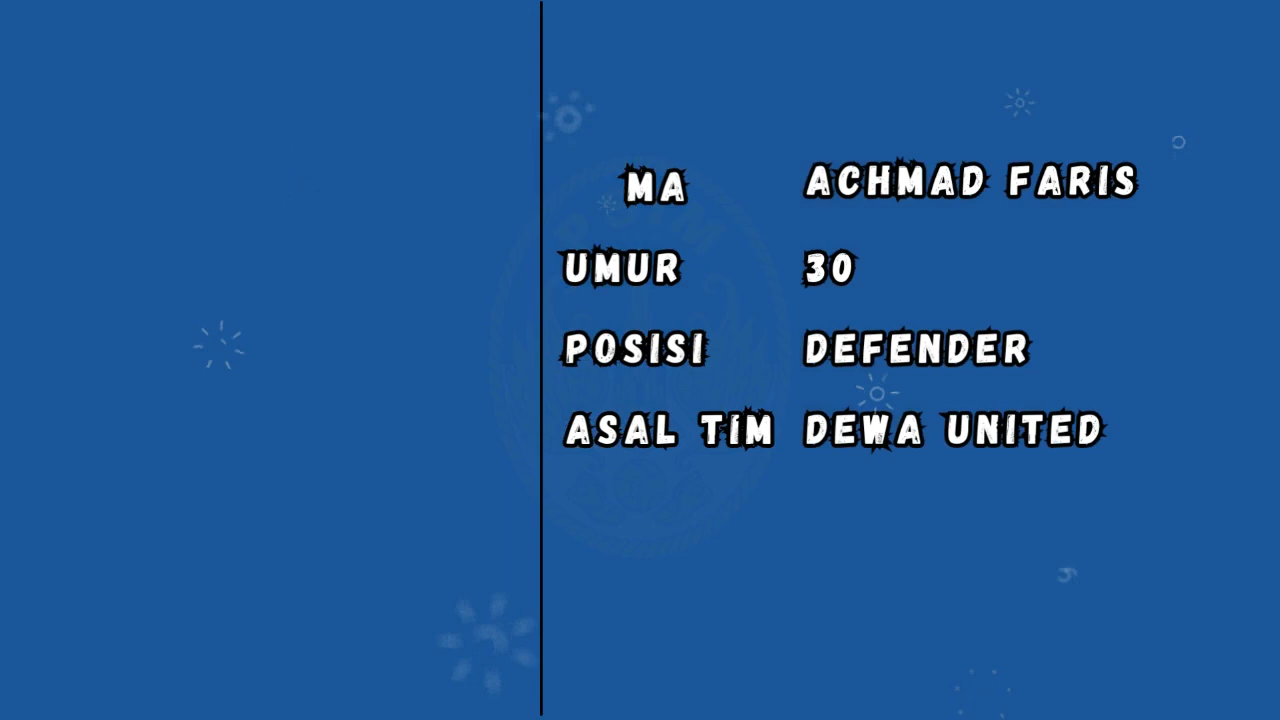 MA ACHMAD FARIS
UMUR 30
POSISI DEFENDER
ASAL TIM DEWA UNITED